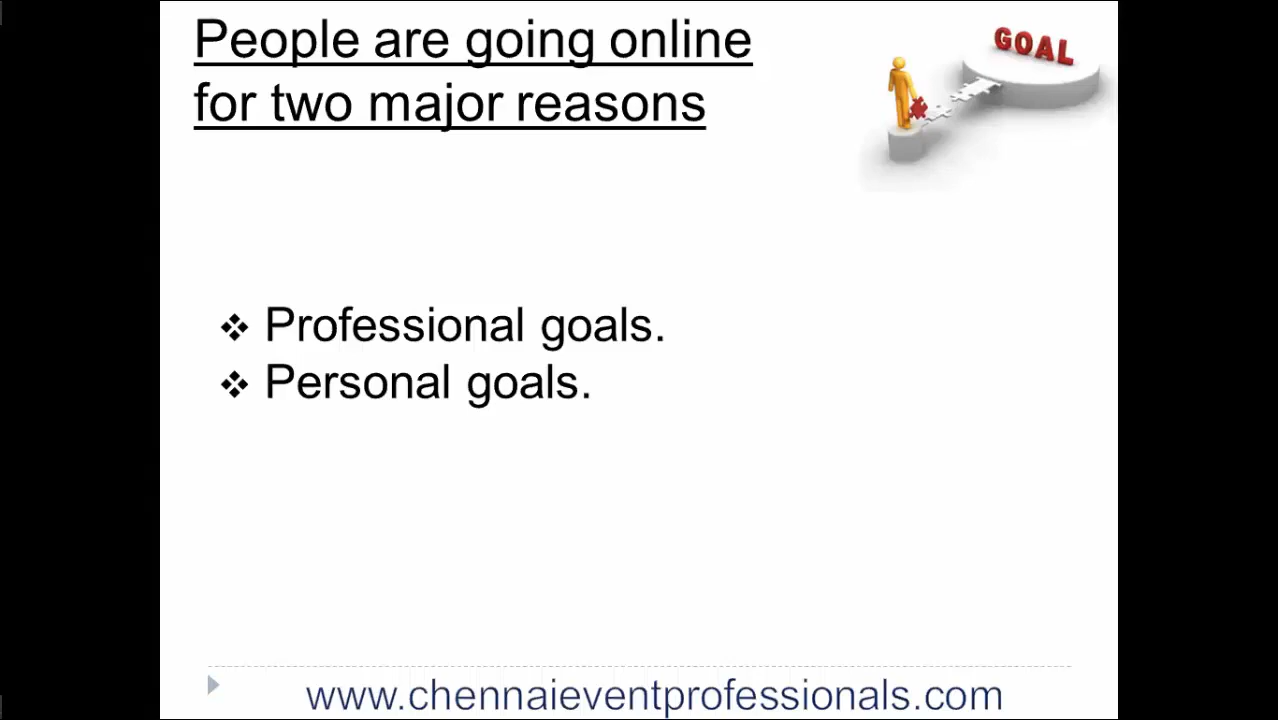 People are going online
for two major reasons
GOAL
Professional goals.
Personal goals.
www.chennaieventprofessionals.com